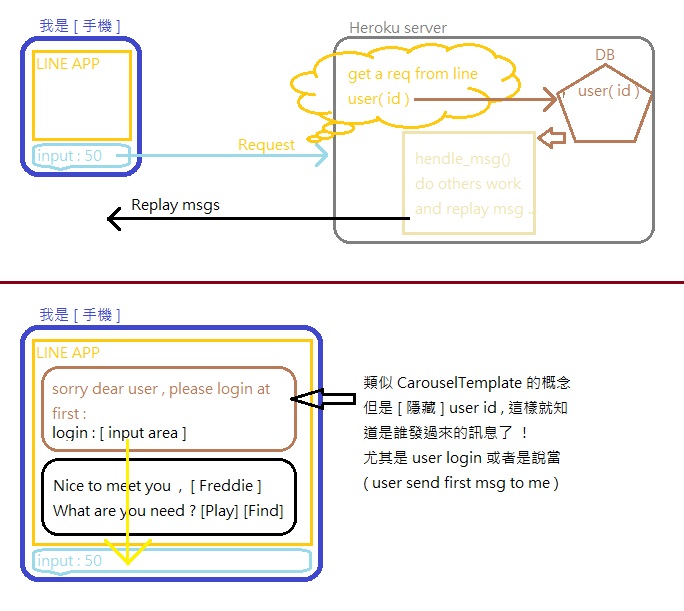 我是 [ 手機 ]
LINE APP
input : 50
Request
Replay msgs
Heroku server
get a req from line
user( id )
DB
user( id )
hendle_msg()
do others work
and replay msg ..
我是 [ 手機 ]
LINE APP
sorry dear user , please login at
first :
login : [ input area ]
Nice to meet you , [ Freddie ]
What are you need ? [Play] [Find]
input : 50
類似 CarouselTemplate 的概念
但是 [ 隱藏 ] user id , 這樣就知
道是誰發過來的訊息了 !
尤其是 user login 或者是說當
( user send first msg to me )